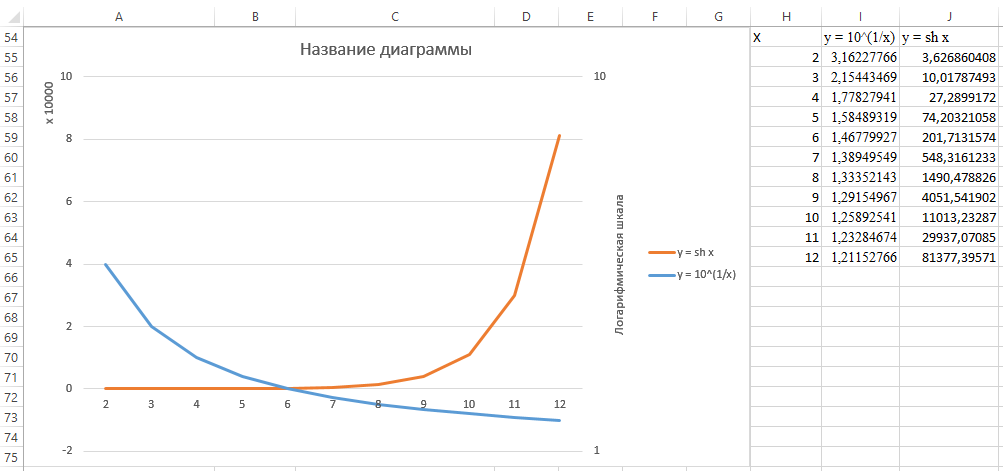 A B C D E F G H I J
54 X y = 10^(1/x) y = sh x
55 2 3,16227766 3,626860408
56 3 2,15443469 10,01787493
57 4 1,77827941 27,2899172
58 5 1,58489319 74,20321058
59 6 1,46779927 201,7131574
60 7 1,38949549 548,3161233
61 8 1,33352143 1490,478826
62 9 1,29154967 4051,541902
63 10 1,25892541 11013,23287
64 11 1,23284674 29937,07085
65 12 1,21152766 81377,39571
66
67
68
69
70
71
72
73
74
75
Название диаграммы
x 10000
10
8
6
4
2
0
-2
2 3 4 5 6 7 8 9 10 11 12
10
1
Логарифмическая шкала
y = sh x
y = 10^(1/x)